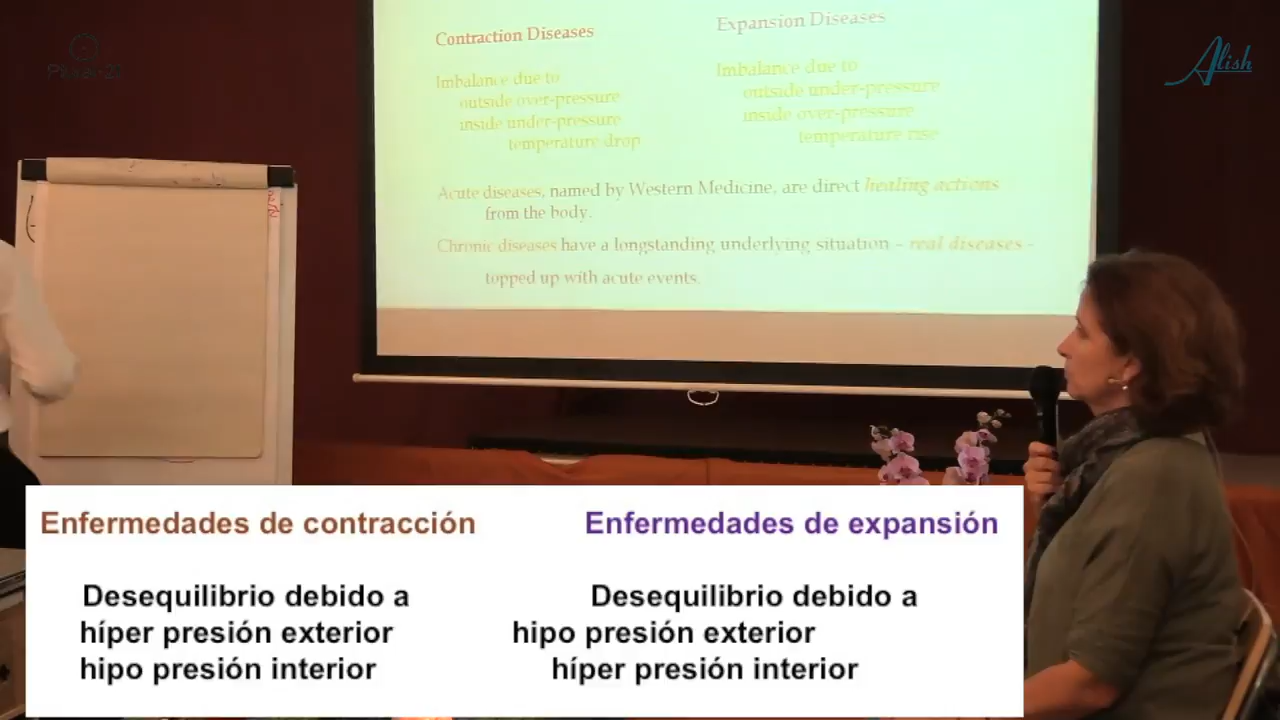 Alish
Contraction Diseases
Expansion Diseases
Imbalance due to
outside over-pressure
inside under-pressure
temperature drop
Imbalance due to
outside under-pressure
inside over-pressure
temperature rise
Acute diseases, named by Western Medicine, are direct healing actions
from the body.
Chronic diseases have a longstanding underlying situation – real diseases –
topped up with acute events.
Enfermedades de contracción
Enfermedades de expansión
Desequilibrio debido a
híper presión exterior
hipo presión interior
Desequilibrio debido a
hipo presión exterior
híper presión interior